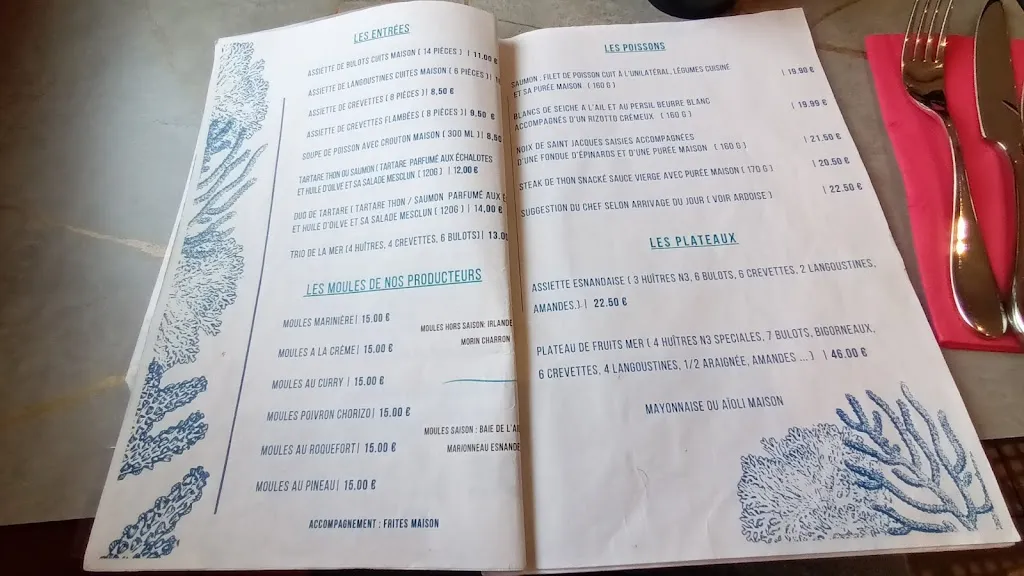 LES ENTRÉES
ASSIETTE DE BULOTS CUITS MAISON ( 14 PIÈCES ) | 11,00 €
ASSIETTE DE LANGOUSTINES CUITES MAISON ( 6 PIÈCES ) |
ASSIETTE DE CREVETTES ( 8 PIÈCES )| 8,50 €
ASSIETTE DE CREVETTES FLAMBÉES ( 8 PIÈCES )| 9.50 €
SOUPE DE POISSON AVEC CROUTON MAISON ( 300 ML )| 8,50
TARTARE THON OU SAUMON ( TARTARE PARFUMÉ AUX ÉCHALOTES
ET HUILE D'OILVE ET SA SALADE MESCLUN ( 120G ) | 12,00 €
DUO DE TARTARE ( TARTARE THON / SAUMON PARFUMÉ AUX
ET HOILE D'OILVE ET SA SALADE MESCLUN ( 120G ) | 14,00 €
TRIO DE LA MER (4 HUÎTRES, 4 CREVETTES, 6 BULOTS)| 13.00
LES MOULES DE NOS PRODUCTEURS
MOULES MARINIÈRE| 15.00 €
MOULES HORS SAISON: IRLANDE
MORIN CHARRON
MOULES A LA CRÈME| 15.00 €
MOULES AU CURRY | 15.00 €
MOULES POIVRON CHORIZO| 15.00 €
MOULES SAISON : BAIE DE
MARIONNEAU ESNANDE
MOULES AU ROQUEFORT| 15.00 €
MOULES AU PINEAU| 15.00 €
ACCOMPAGNEMENT : FRITES MAISON
LES POISSONS
SAUMON : FILET DE POISSON CUIT À L'UNILATÉRAL, LÉGUMES CUISINÉ
ET SA PURÉE MAISON ( 160 G ) | 19.90 €
BLANCS DE SEICHE A L'AIL ET AU PERSIL BEURRE BLANC
ACCOMPAGNÉS D'UN RIZOTTO CRÉMEUX ( 160 G ) | 19.99 €
NOIX DE SAINT JACQUES SAISIES ACCOMPAGNÉES
D'UNE FONDUE D'ÉPINARDS ET D'UNE PURÉE MAISON ( 160 G ) | 21.50 €
STEAK DE THON SNACKÉ SAUCE VIERGE AVEC PURÉE MAISON ( 170 G ) | 20.50 €
SUGGESTION DU CHEF SELON ARRIVAGE DU JOUR ( VOIR ARDOISE ) | 22.50 €
LES PLATEAUX
ASSIETTE ESNANDAISE ( 3 HUÎTRES N3, 6 BULOTS, 6 CREVETTES, 2 LANGOUSTINES,
AMANDES.) | 22.50 €
PLATEAU DE FRUITS MER ( 4 HUÎTRES N3 SPECIALES, 7 BULOTS, BIGORNEAUX,
6 CREVETTES, 4 LANGOUSTINES, 1/2 ARAIGNÉE, AMANDES ... ) | 46.00 €
MAYONNAISE OU AÏOLI MAISON